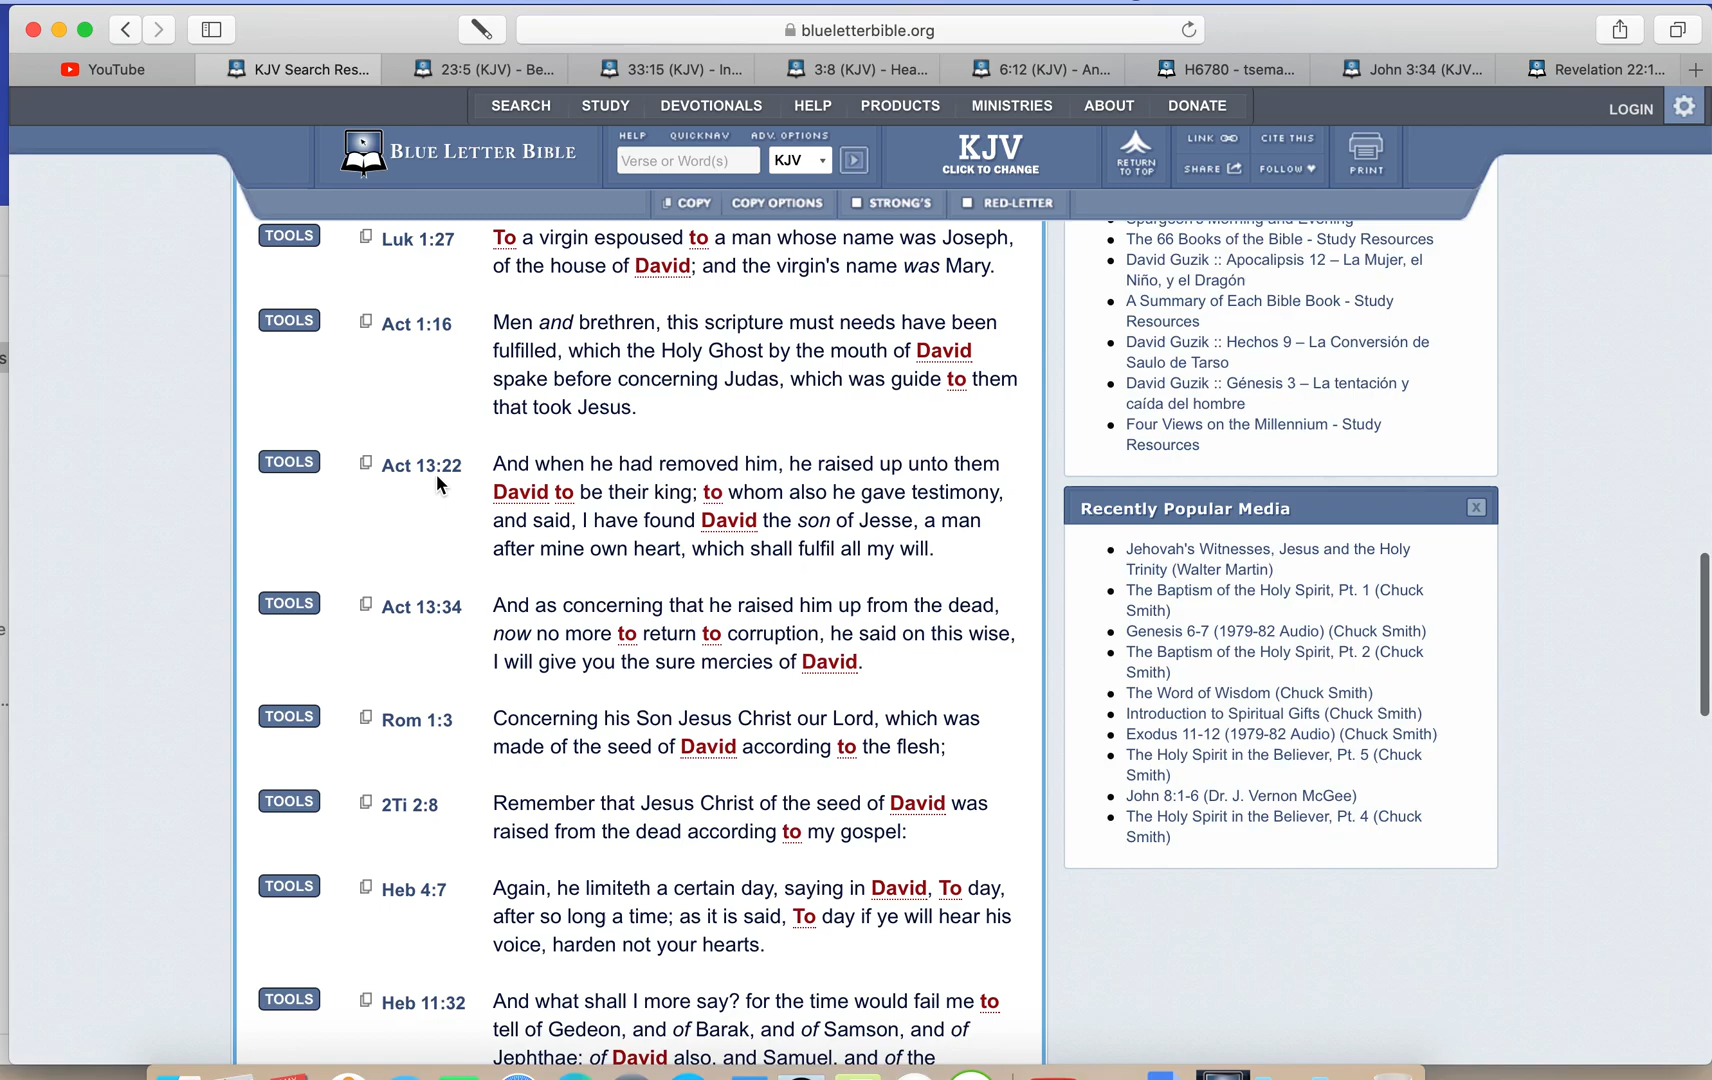 blueletterbible.org
YouTube
KJV Search Res...
23:5 (KJV) - Be...
33:15 (KJV) - In...
3:8 (KJV) - Hea...
6:12 (KJV) - An...
H6780 - tsema...
John 3:34 (KJV...
Revelation 22:1...
SEARCH STUDY DEVOTIONALS HELP PRODUCTS MINISTRIES ABOUT DONATE
LOGIN
BLUE LETTER BIBLE
HELP QUICKNAV ADV. OPTIONS
Verse or Word(s)
KJV
KJV
CLICK TO CHANGE
RETURN
TO TOP
LINK
CITE THIS
SHARE
FOLLOW
PRINT
COPY COPY OPTIONS STRONG'S RED-LETTER
TOOLS
Luk 1:27
To a virgin espoused to a man whose name was Joseph,
of the house of David; and the virgin's name was Mary.
TOOLS
Act 1:16
Men and brethren, this scripture must needs have been
fulfilled, which the Holy Ghost by the mouth of David
spake before concerning Judas, which was guide to them
that took Jesus.
TOOLS
Act 13:22
And when he had removed him, he raised up unto them
David to be their king; to whom also he gave testimony,
and said, I have found David the son of Jesse, a man
after mine own heart, which shall fulfil all my will.
TOOLS
Act 13:34
And as concerning that he raised him up from the dead,
now no more to return to corruption, he said on this wise,
I will give you the sure mercies of David.
TOOLS
Rom 1:3
Concerning his Son Jesus Christ our Lord, which was
made of the seed of David according to the flesh;
TOOLS
2Ti 2:8
Remember that Jesus Christ of the seed of David was
raised from the dead according to my gospel:
TOOLS
Heb 4:7
Again, he limiteth a certain day, saying in David, To day,
after so long a time; as it is said, To day if ye will hear his
voice, harden not your hearts.
TOOLS
Heb 11:32
And what shall I more say? for the time would fail me to
tell of Gedeon, and of Barak, and of Samson, and of
Jephthae; of David also, and Samuel, and of the
Spurgeon's Morning and Evening
The 66 Books of the Bible - Study Resources
David Guzik :: Apocalipsis 12 – La Mujer, el
Niño, y el Dragón
A Summary of Each Bible Book - Study
Resources
David Guzik :: Hechos 9 – La Conversión de
Saulo de Tarso
David Guzik :: Génesis 3 – La tentación y
caída del hombre
Four Views on the Millennium - Study
Resources
Recently Popular Media
x
Jehovah's Witnesses, Jesus and the Holy
Trinity (Walter Martin)
The Baptism of the Holy Spirit, Pt. 1 (Chuck
Smith)
Genesis 6-7 (1979-82 Audio) (Chuck Smith)
The Baptism of the Holy Spirit, Pt. 2 (Chuck
Smith)
The Word of Wisdom (Chuck Smith)
Introduction to Spiritual Gifts (Chuck Smith)
Exodus 11-12 (1979-82 Audio) (Chuck Smith)
The Holy Spirit in the Believer, Pt. 5 (Chuck
Smith)
John 8:1-6 (Dr. J. Vernon McGee)
The Holy Spirit in the Believer, Pt. 4 (Chuck
Smith)